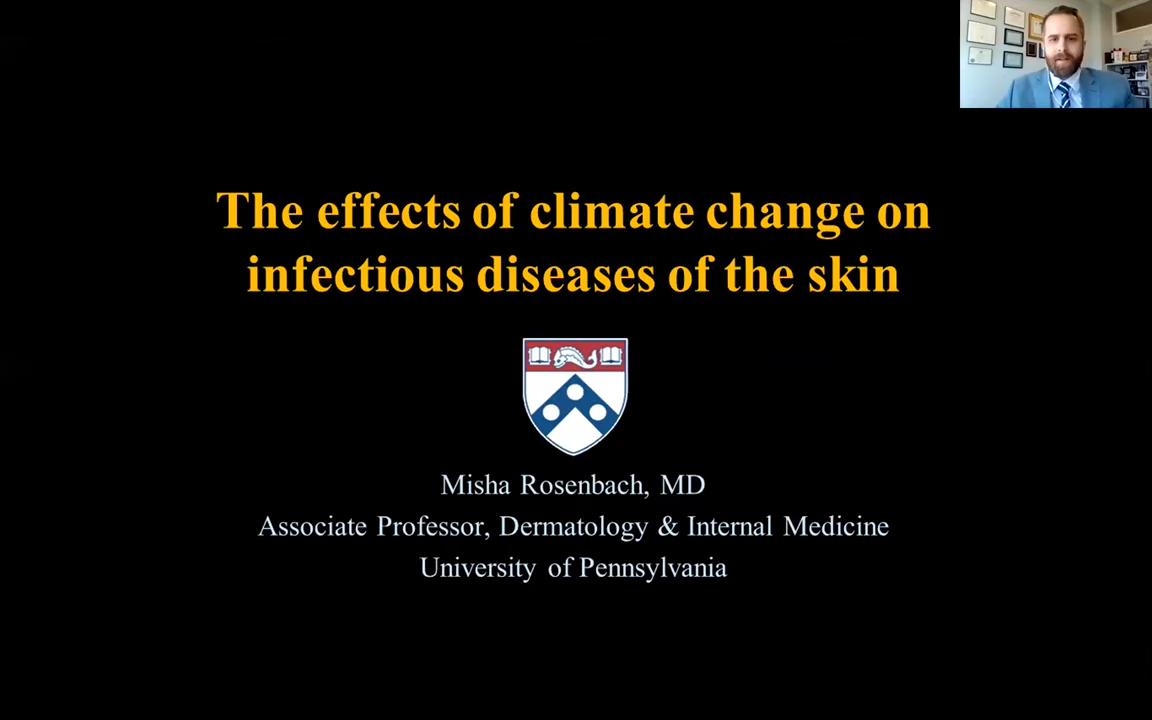 The effects of climate change on
infectious diseases of the skin
Misha Rosenbach, MD
Associate Professor, Dermatology & Internal Medicine
University of Pennsylvania